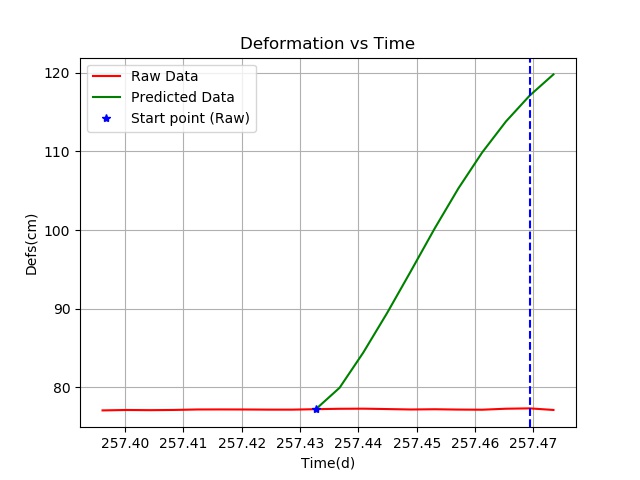 Deformation vs Time
Raw Data
Predicted Data
Start point (Raw)
120
110
100
90
80
Defs(cm)
257.40 257.41 257.42 257.43 257.44 257.45 257.46 257.47
Time(d)